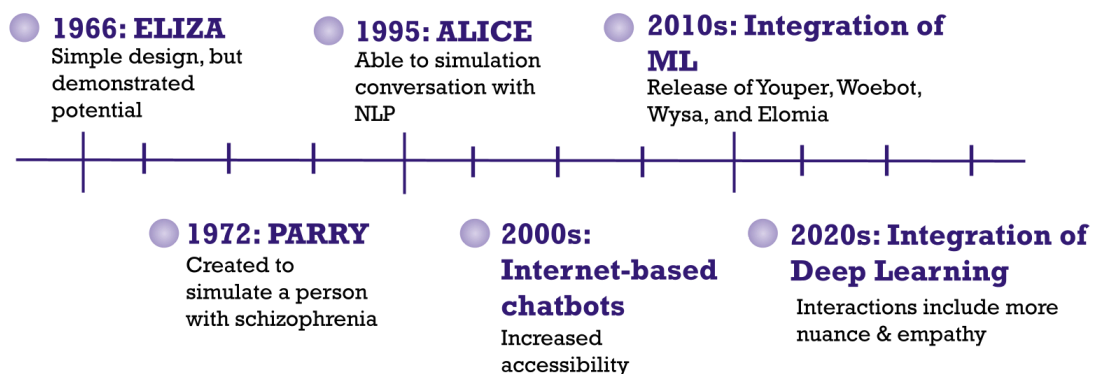 1966: ELIZA
Simple design, but
demonstrated
potential
1995: ALICE
Able to simulation
conversation with
NLP
2010s: Integration of
ML
Release of Youper, Woebot,
Wysa, and Elomia
1972: PARRY
Created to
simulate a person
with schizophrenia
2000s:
Internet-based
chatbots
Increased
accessibility
2020s: Integration of
Deep Learning
Interactions include more
nuance & empathy